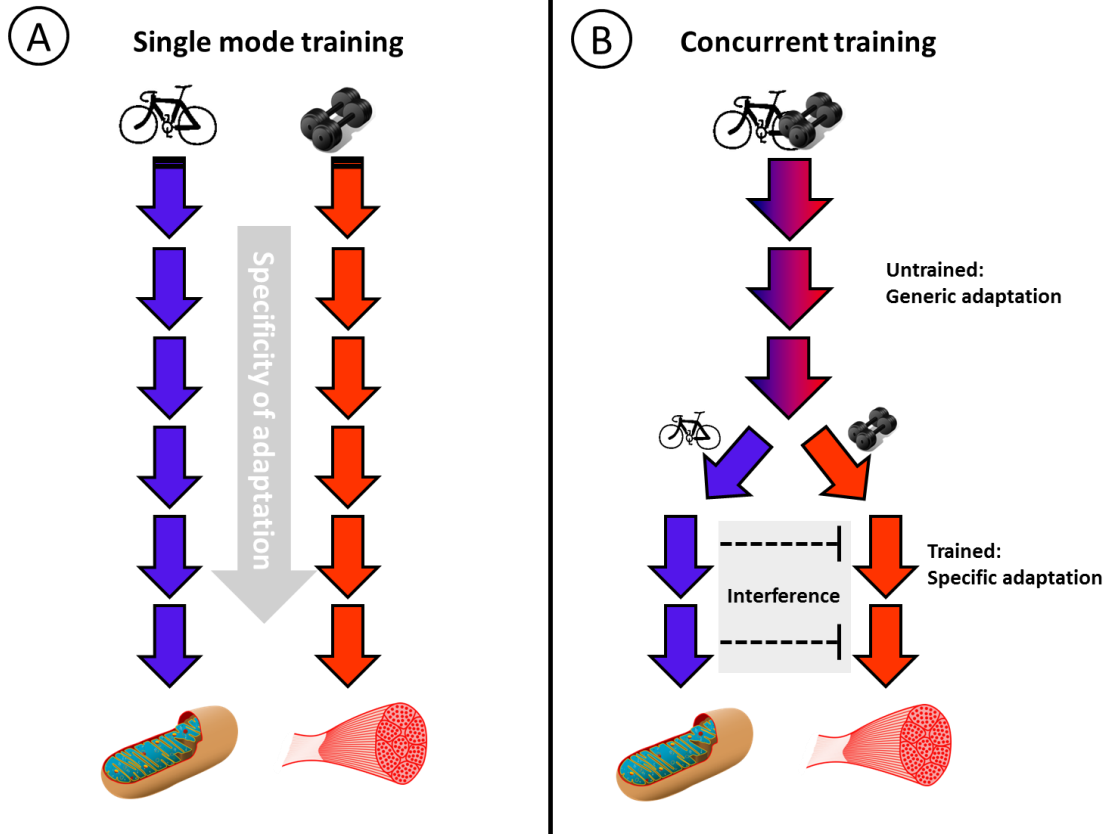 A
Single mode training
Specificity of adaptation
B
Concurrent training
Untrained:
Generic adaptation
Trained:
Specific adaptation
Interference